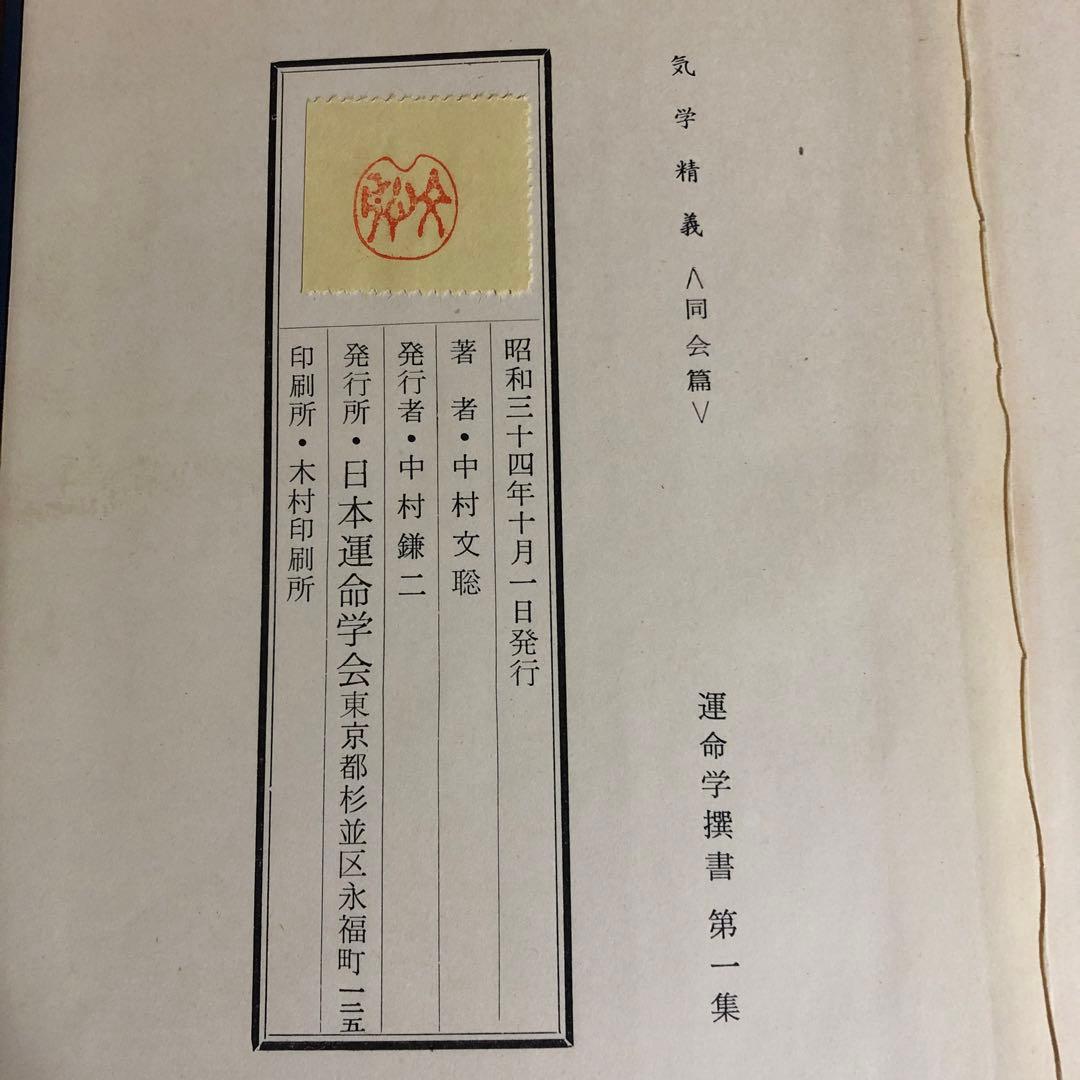 気学精義<同会篇>
運命学撰書 第一集
昭和三十四年十月一日発行
著 者・中村文聡
発行者・中村鎌二
発行所・日本運命学会東京都杉並区永福町一三五
印刷所・木村印刷所